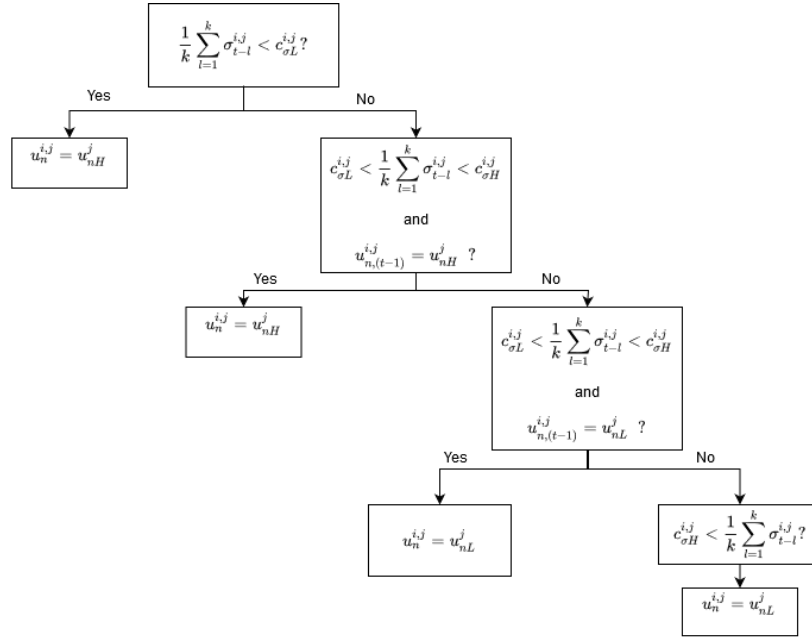 $\frac{1}{k}\sum_{l=1}^{k}\sigma_{t-l}^{i,j} < c_{\sigma L}^{i,j}?$
Yes
No
$u_n^{i,j} = u_{nH}^{j}$
$c_{\sigma L}^{i,j} < \frac{1}{k}\sum_{l=1}^{k}\sigma_{t-l}^{i,j} < c_{\sigma H}^{i,j}$
and
$u_{n,(t-1)}^{i,j} = u_{nH}^{j}$ ?
Yes
No
$u_n^{i,j} = u_{nH}^{j}$
$c_{\sigma L}^{i,j} < \frac{1}{k}\sum_{l=1}^{k}\sigma_{t-l}^{i,j} < c_{\sigma H}^{i,j}$
and
$u_{n,(t-1)}^{i,j} = u_{nL}^{j}$ ?
Yes
No
$u_n^{i,j} = u_{nL}^{j}$
$c_{\sigma H}^{i,j} < \frac{1}{k}\sum_{l=1}^{k}\sigma_{t-l}^{i,j}?$
$u_n^{i,j} = u_{nL}^{j}$